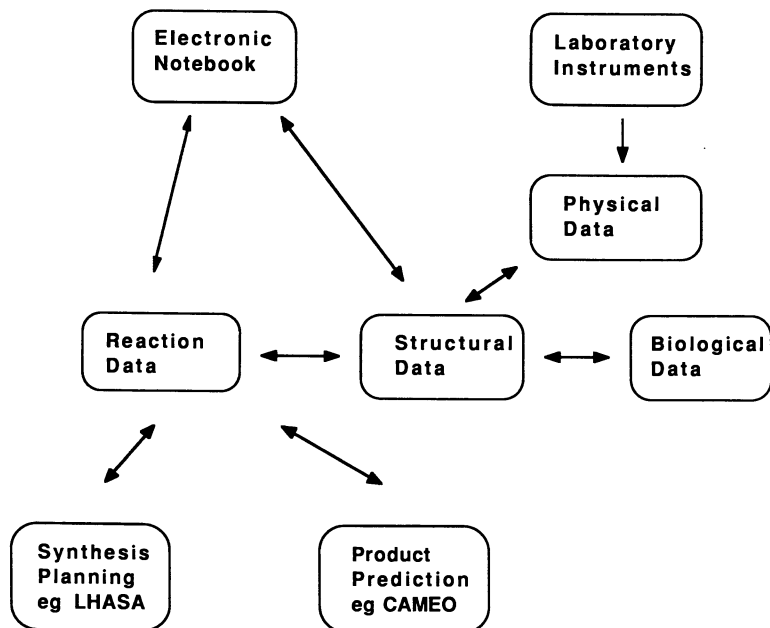 Electronic
Notebook
Laboratory
Instruments
Physical
Data
Reaction
Data
Structural
Data
Biological
Data
Synthesis
Planning
eg LHASA
Product
Prediction
eg CAMEO